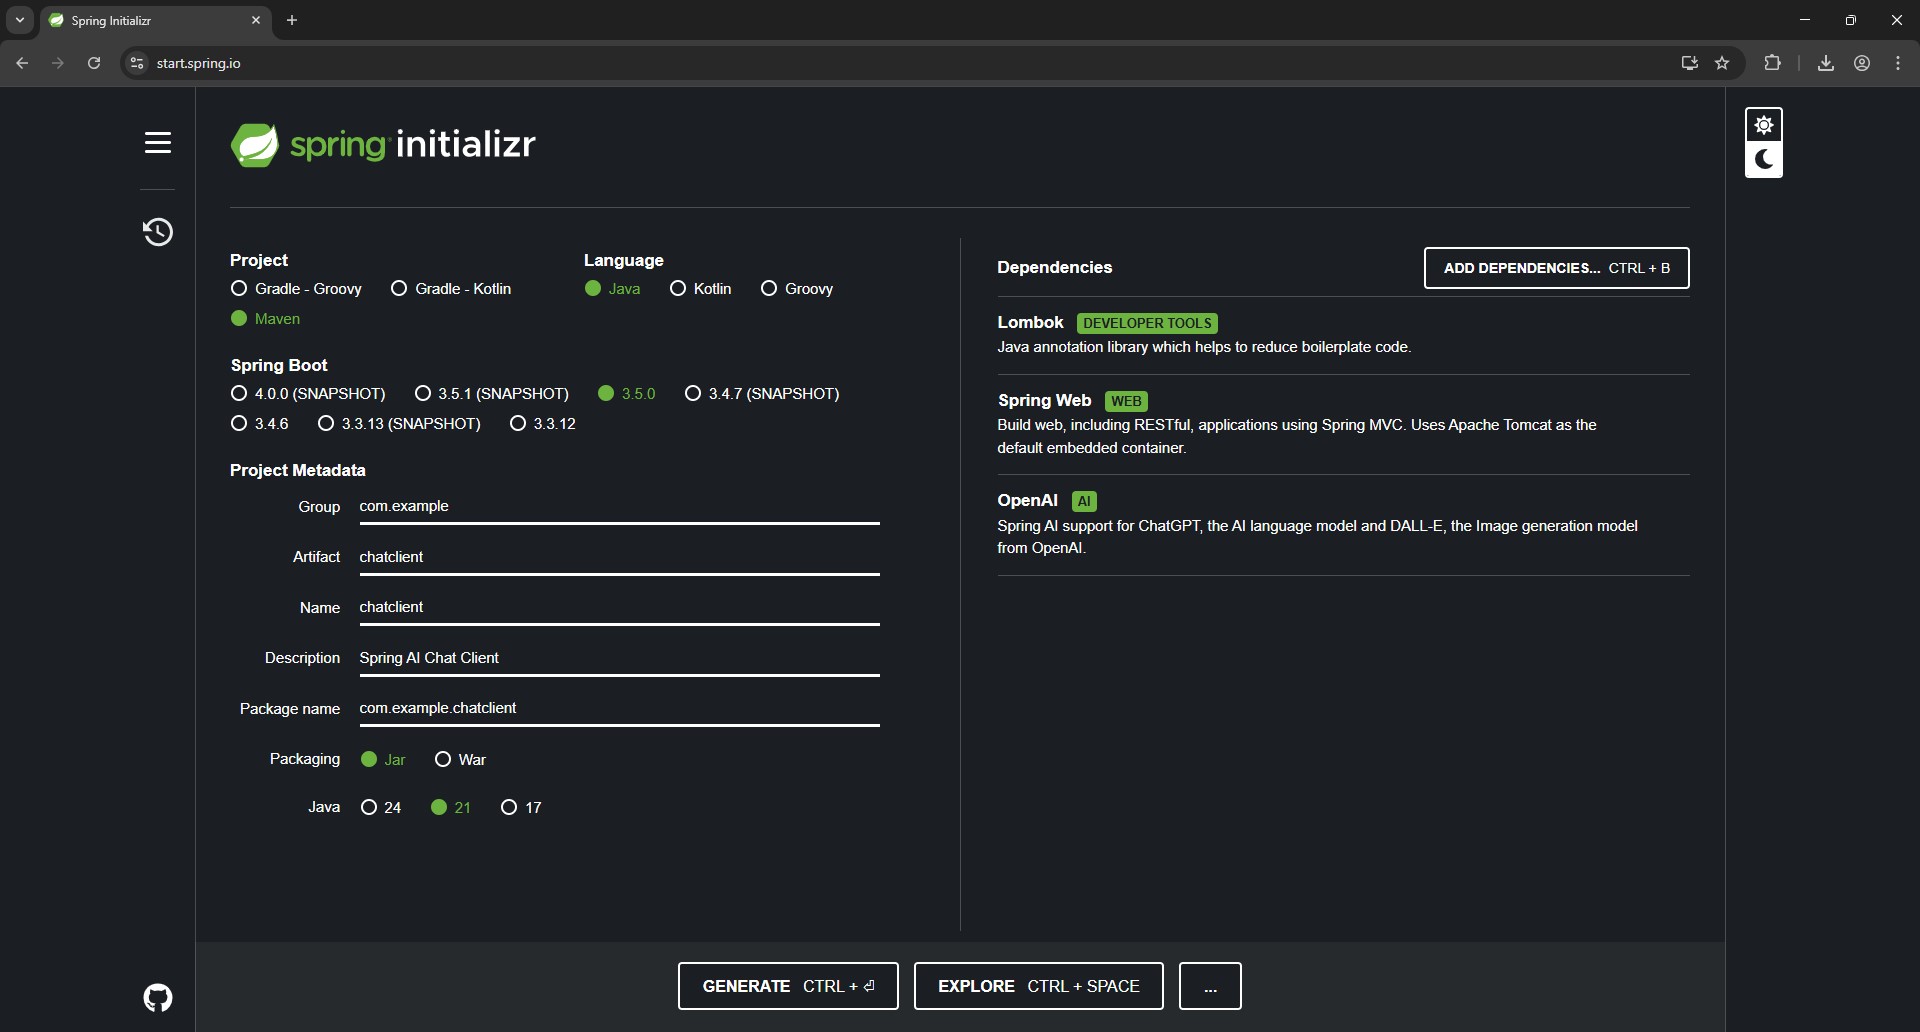 Spring Initializr
start.spring.io
spring initializr
Project
Gradle - Groovy Gradle - Kotlin
Maven
Language
Java Kotlin Groovy
Spring Boot
4.0.0 (SNAPSHOT) 3.5.1 (SNAPSHOT) 3.5.0 3.4.7 (SNAPSHOT)
3.4.6 3.3.13 (SNAPSHOT) 3.3.12
Project Metadata
Group com.example
Artifact chatclient
Name chatclient
Description Spring AI Chat Client
Package name com.example.chatclient
Packaging Jar War
Java 24 21 17
Dependencies ADD DEPENDENCIES... CTRL + B
Lombok DEVELOPER TOOLS
Java annotation library which helps to reduce boilerplate code.
Spring Web WEB
Build web, including RESTful, applications using Spring MVC. Uses Apache Tomcat as the
default embedded container.
OpenAI AI
Spring AI support for ChatGPT, the AI language model and DALL-E, the Image generation model
from OpenAI.
GENERATE CTRL + ⏎ EXPLORE CTRL + SPACE ...